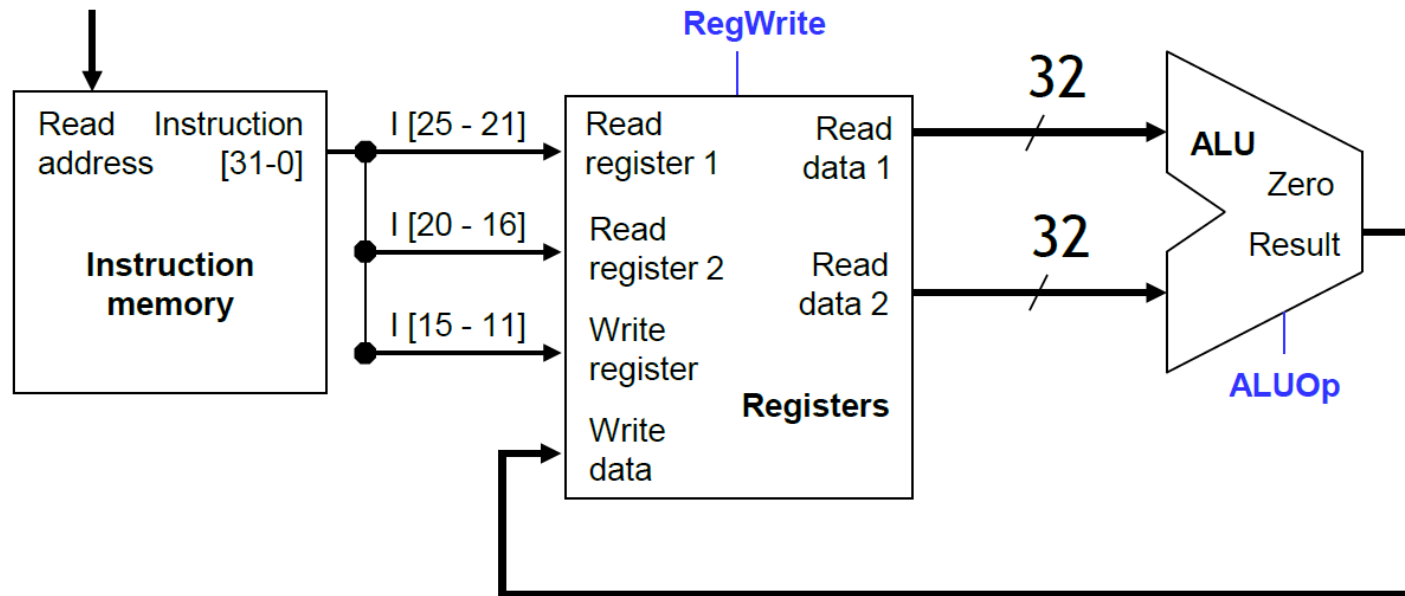 RegWrite
Read Instruction
address [31-0]
Instruction
memory
I [25 - 21]
I [20 - 16]
I [15 - 11]
Read
register 1
Read
register 2
Write
register
Write
data
Read
data 1
Read
data 2
Registers
32
32
ALU
Zero
Result
ALUOp